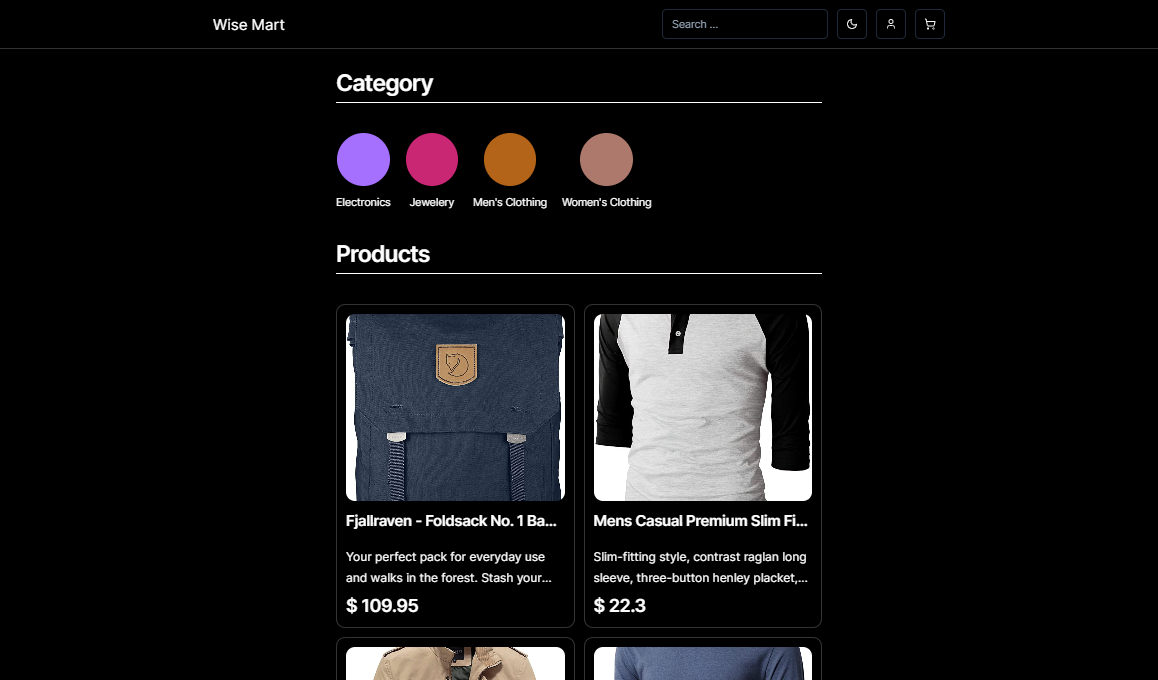 Wise Mart
Search ...
Category
Electronics
Jewelery
Men's Clothing
Women's Clothing
Products
Fjallraven - Foldsack No. 1 Ba...
Your perfect pack for everyday use
and walks in the forest. Stash your...
$ 109.95
Mens Casual Premium Slim Fi...
Slim-fitting style, contrast raglan long
sleeve, three-button henley placket,...
$ 22.3